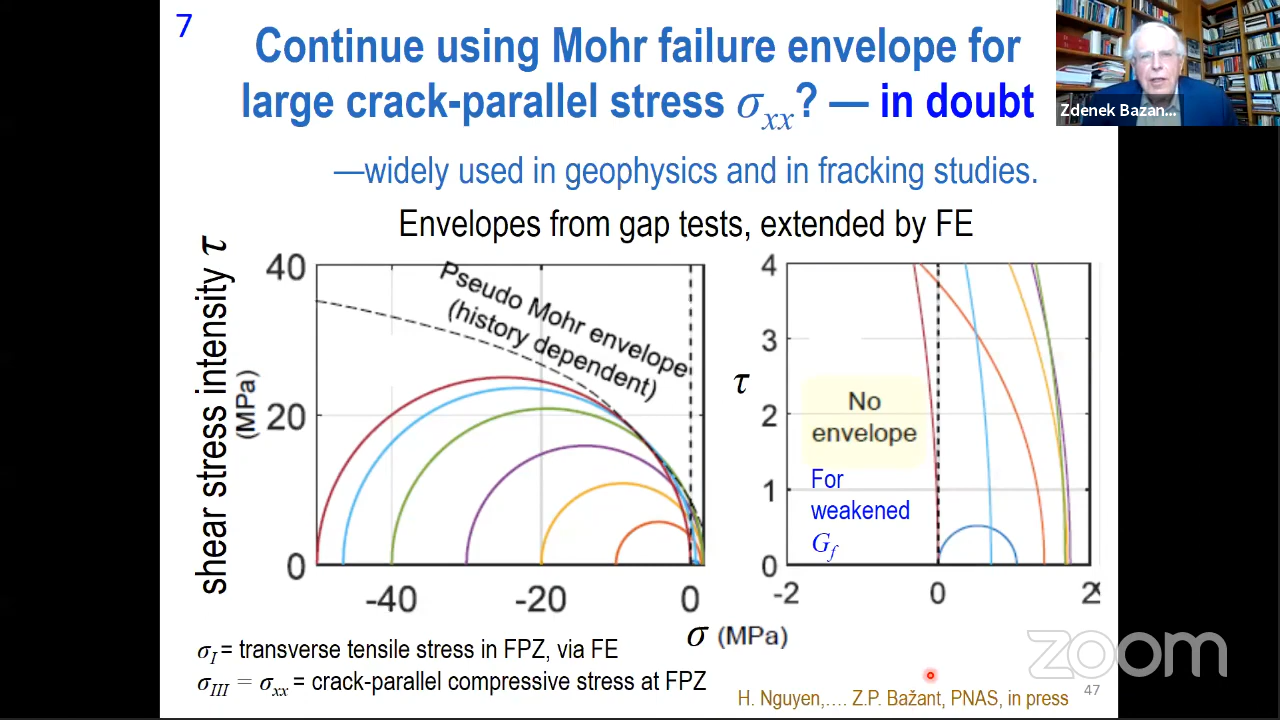 7
Continue using Mohr failure envelope for
large crack-parallel stress σxx? — in doubt
—widely used in geophysics and in fracking studies.
Envelopes from gap tests, extended by FE
Zdenek Bazan...
shear stress intensity τ
(MPa)
40
20
0
-40
-20
0
Pseudo Mohr envelope
(history dependent)
τ
4
3
2
1
0
-2
0
2
No
envelope
For
weakened
Gf
σ (MPa)
σI = transverse tensile stress in FPZ, via FE
σIII = σxx = crack-parallel compressive stress at FPZ
H. Nguyen,.... Z.P. Bažant, PNAS, in press
47
zoom